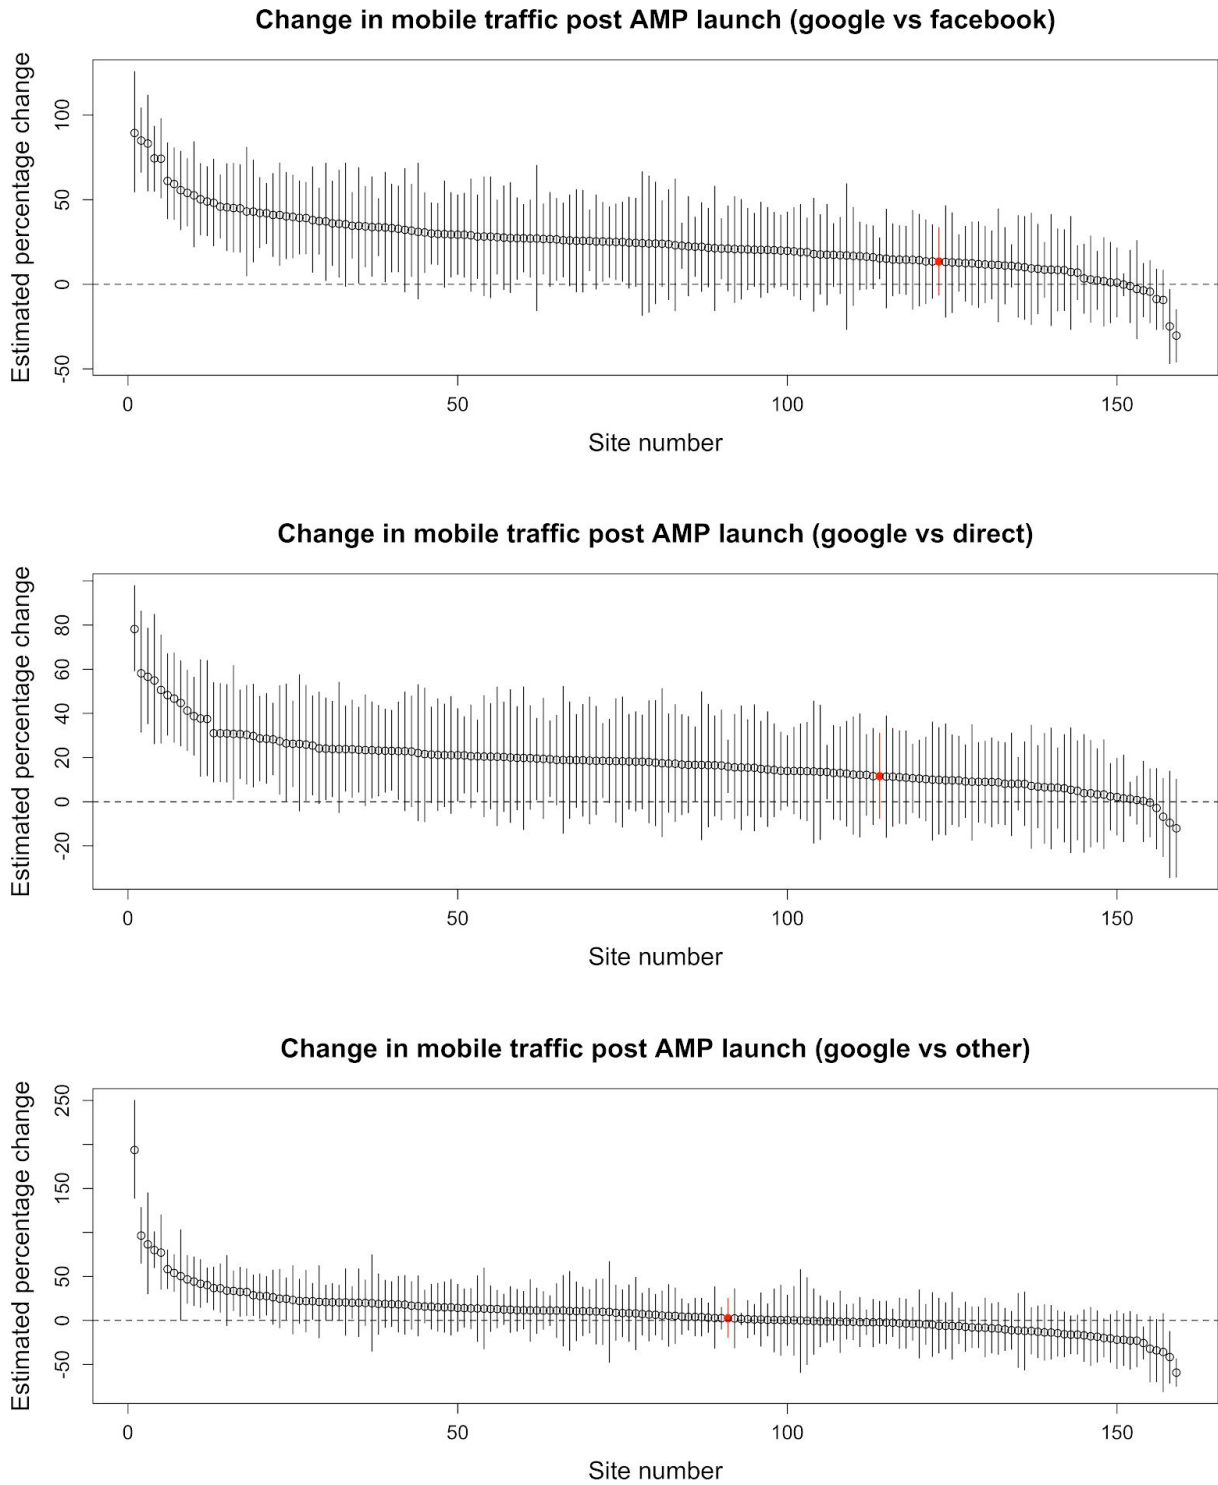 Change in mobile traffic post AMP launch (google vs facebook)
Estimated percentage change
100
50
0
-50
0 50 100 150
Site number
Change in mobile traffic post AMP launch (google vs direct)
Estimated percentage change
80
60
40
20
0
-20
0 50 100 150
Site number
Change in mobile traffic post AMP launch (google vs other)
Estimated percentage change
250
150
50
0
-50
0 50 100 150
Site number